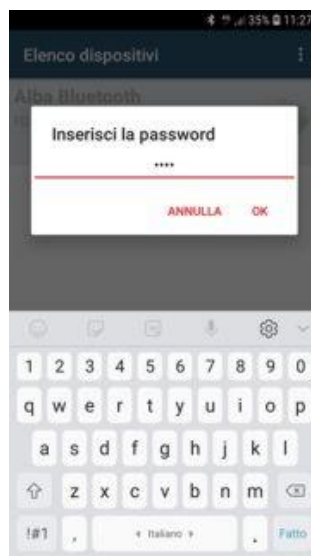 35% 11:27
Elenco dispositivi
Alba Bluetooth
Inserisci la password
····
ANNULLA OK
1 2 3 4 5 6 7 8 9 0
q w e r t y u i o p
a s d f g h j k l
z x c v b n m
!#1 , Italiano . Fatto